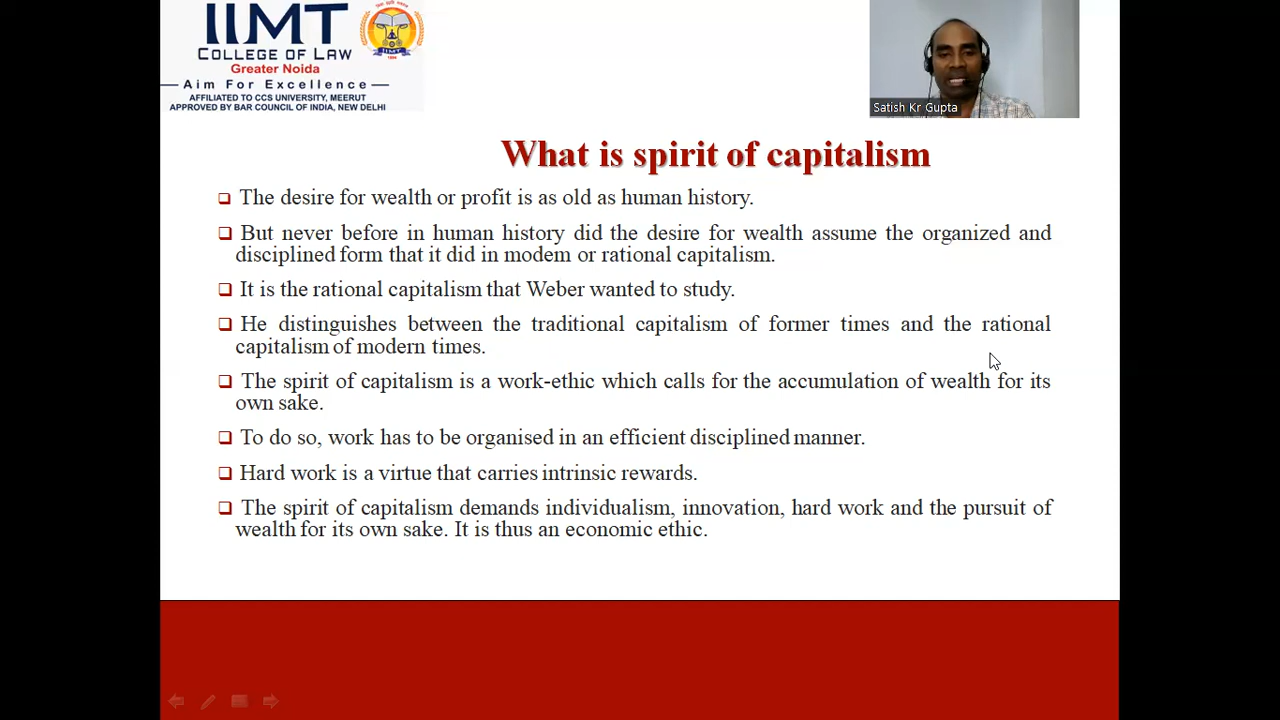 IIMT
COLLEGE OF LAW
Greater Noida
Aim For Excellence
AFFILIATED TO CCS UNIVERSITY, MEERUT
APPROVED BY BAR COUNCIL OF INDIA, NEW DELHI
IIMT
Satish Kr Gupta
What is spirit of capitalism
The desire for wealth or profit is as old as human history.
But never before in human history did the desire for wealth assume the organized and
disciplined form that it did in modem or rational capitalism.
It is the rational capitalism that Weber wanted to study.
He distinguishes between the traditional capitalism of former times and the rational
capitalism of modern times.
The spirit of capitalism is a work-ethic which calls for the accumulation of wealth for its
own sake.
To do so, work has to be organised in an efficient disciplined manner.
Hard work is a virtue that carries intrinsic rewards.
The spirit of capitalism demands individualism, innovation, hard work and the pursuit of
wealth for its own sake. It is thus an economic ethic.